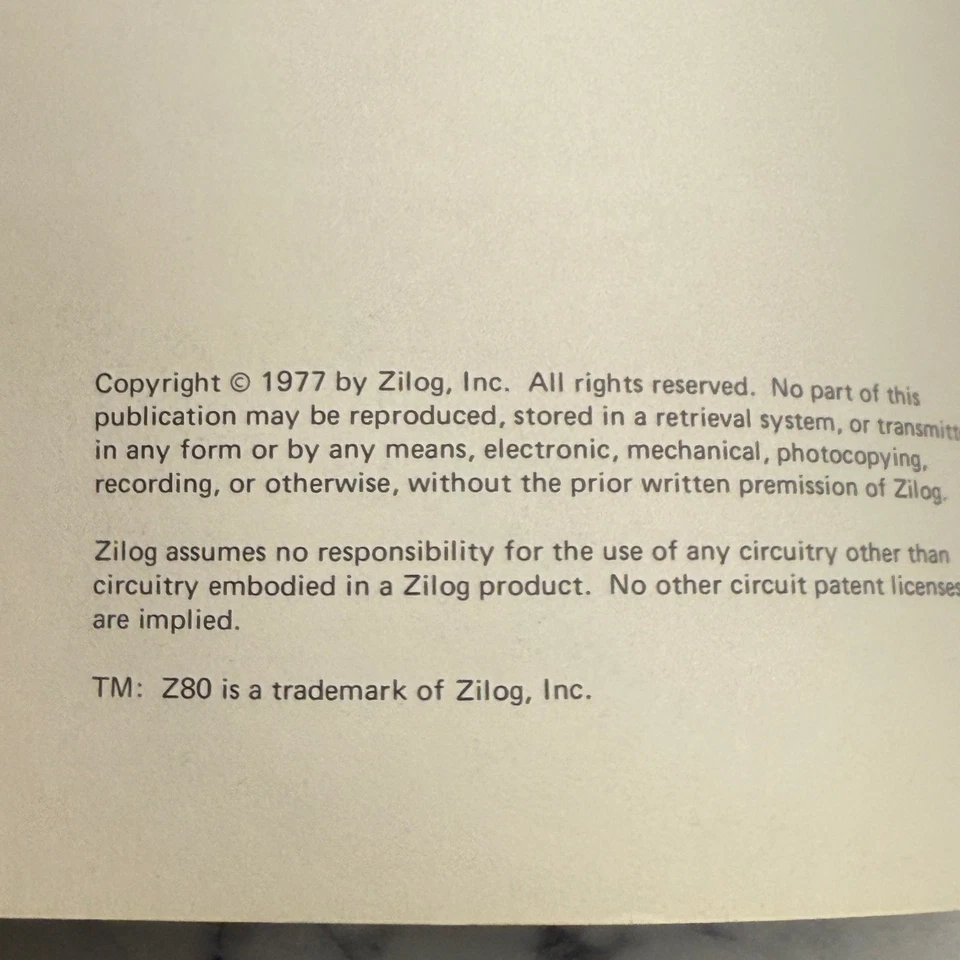 Copyright © 1977 by Zilog, Inc. All rights reserved. No part of this
publication may be reproduced, stored in a retrieval system, or transmitt
in any form or by any means, electronic, mechanical, photocopying,
recording, or otherwise, without the prior written premission of Zilog.
Zilog assumes no responsibility for the use of any circuitry other than
circuitry embodied in a Zilog product. No other circuit patent licenses
are implied.
TM: Z80 is a trademark of Zilog, Inc.